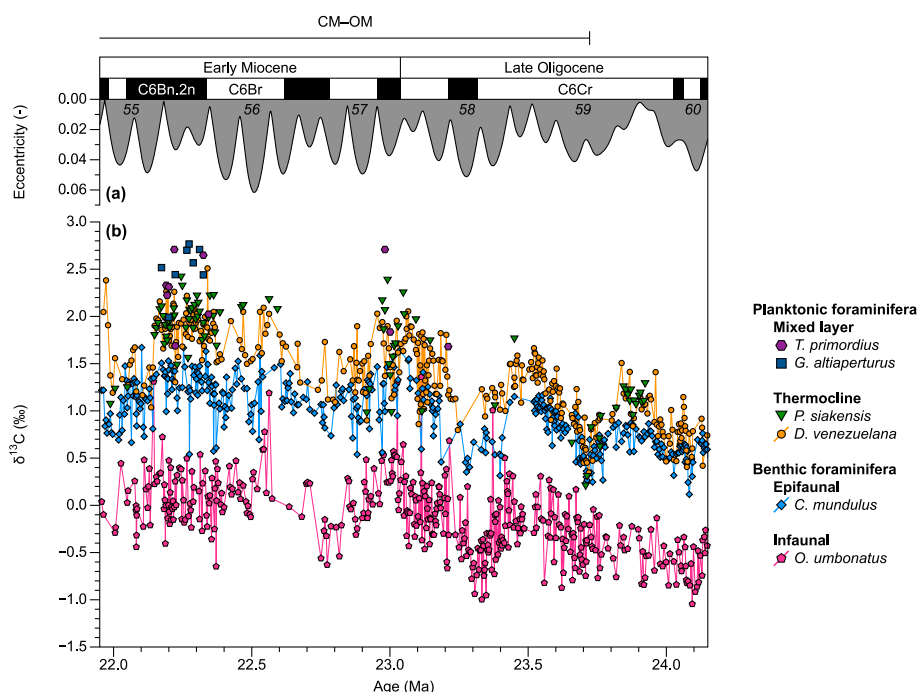 CM–OM
Early Miocene Late Oligocene
C6Bn.2n C6Br C6Cr
0.00
55 56 57 58 59 60
0.02
0.04
0.06
Eccentricity (-)
(a)
3.0
(b)
2.5
2.0
1.5
1.0
0.5
0.0
−0.5
−1.0
−1.5
δ13C (‰)
22.0 22.5 23.0 23.5 24.0
Age (Ma)
Planktonic foraminifera
Mixed layer
T. primordius
G. altiaperturus
Thermocline
P. siakensis
D. venezuelana
Benthic foraminifera
Epifaunal
C. mundulus
Infaunal
O. umbonatus